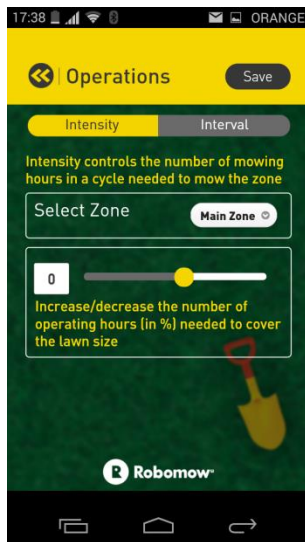 17:38 ORANGE
Operations Save
Intensity Interval
Intensity controls the number of mowing
hours in a cycle needed to mow the zone
Select Zone Main Zone
0
Increase/decrease the number of
operating hours (in %) needed to cover
the lawn size
R Robomow™